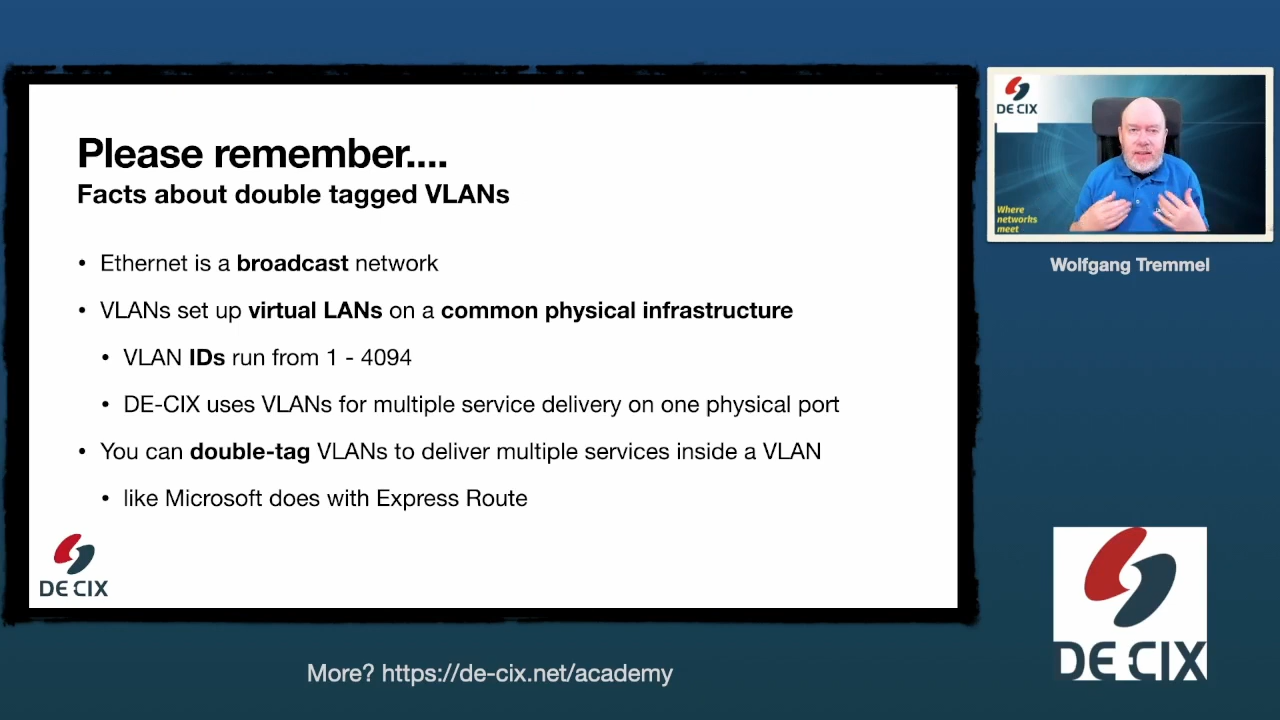 Please remember....
Facts about double tagged VLANs
• Ethernet is a broadcast network
• VLANs set up virtual LANs on a common physical infrastructure
• VLAN IDs run from 1 - 4094
• DE-CIX uses VLANs for multiple service delivery on one physical port
• You can double-tag VLANs to deliver multiple services inside a VLAN
• like Microsoft does with Express Route
DE CIX
DE CIX
Where
networks
meet
Wolfgang Tremmel
DE CIX
More? https://de-cix.net/academy